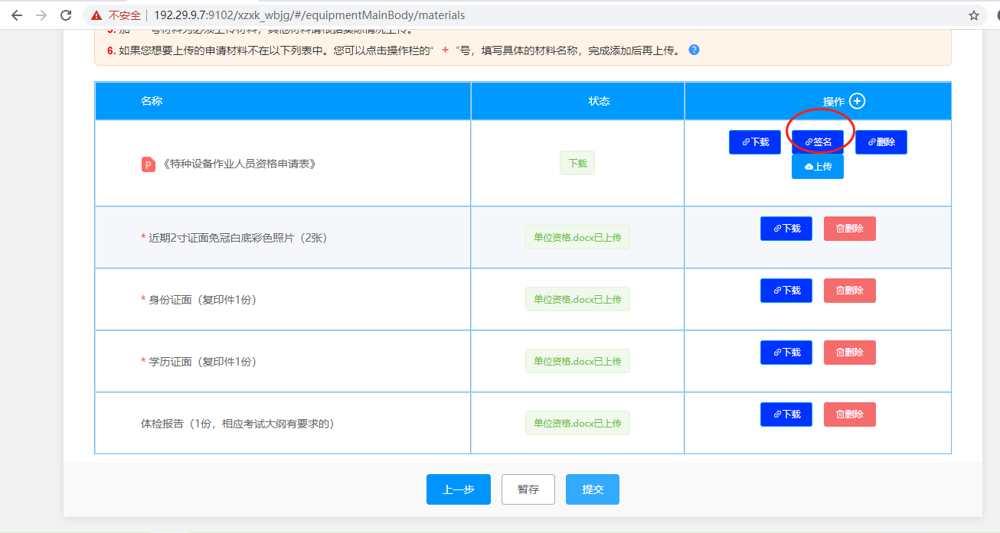 不安全 192.29.9.7:9102/xzxk_wbjg/#/equipmentMainBody/materials
6. 如果您想要上传的申请材料不在以下列表中。您可以点击操作栏的“ + ”号，填写具体的材料名称，完成添加后再上传。
名称 状态 操作
下载 签名 删除
《特种设备作业人员资格申请表》 下载
上传
* 近期2寸证面免冠白底彩色照片（2张） 单位资格.docx已上传 下载 删除
* 身份证面（复印件1份） 单位资格.docx已上传 下载 删除
* 学历证面（复印件1份） 单位资格.docx已上传 下载 删除
体检报告（1份，相应考试大纲有要求的） 单位资格.docx已上传 下载 删除
上一步 暂存 提交